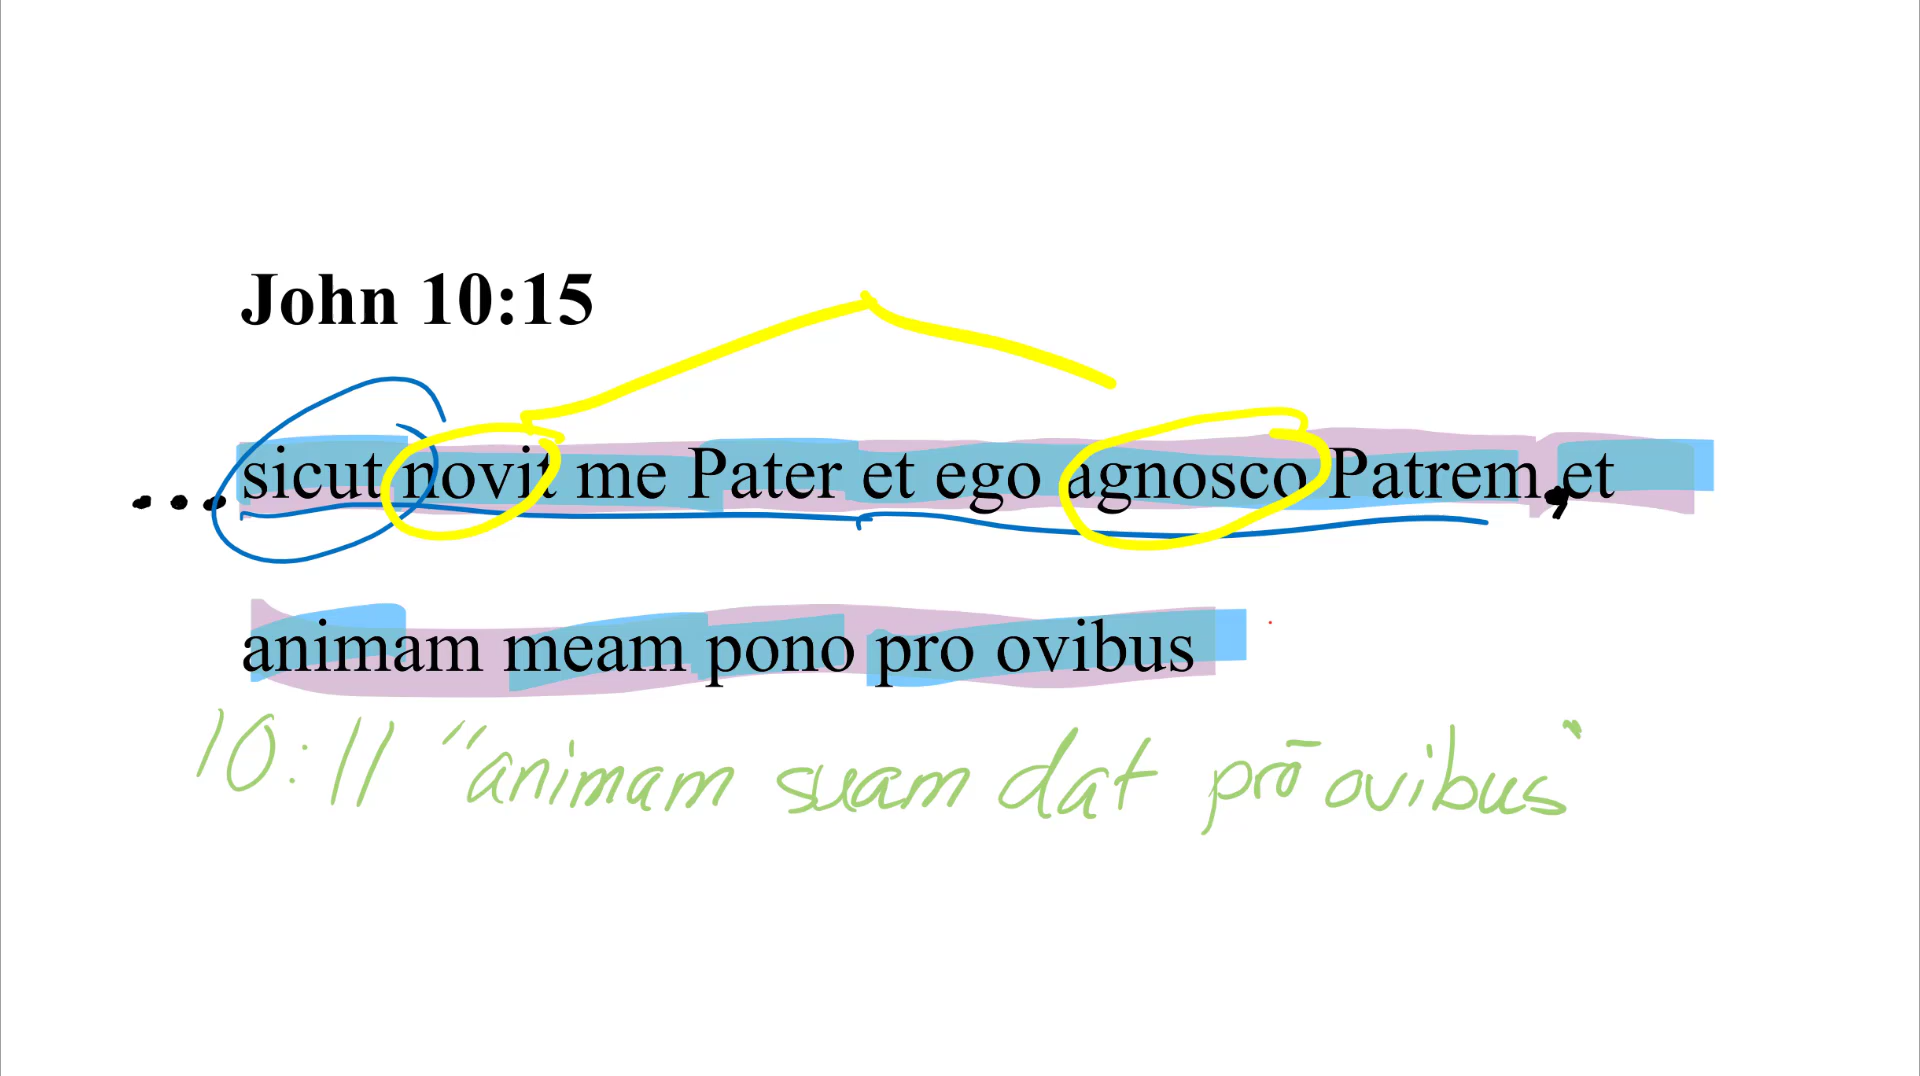 John 10:15
...sicut novit me Pater et ego agnosco Patrem, et
animam meam pono pro ovibus
10:11 "animam suam dat prō ovibus"